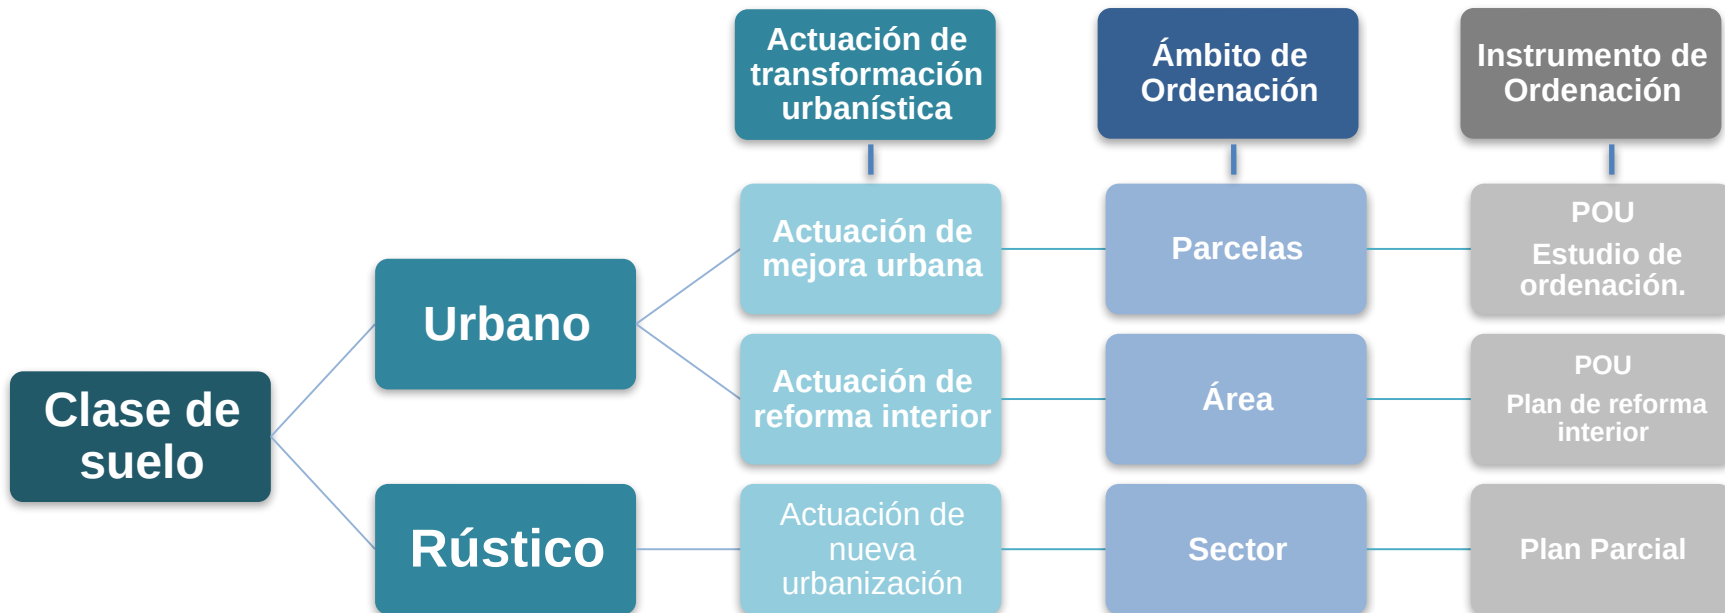 Actuación de
transformación
urbanística
Ámbito de
Ordenación
Instrumento de
Ordenación
Clase de
suelo
Urbano
Actuación de
mejora urbana
Parcelas
POU
Estudio de
ordenación.
Actuación de
reforma interior
Área
POU
Plan de reforma
interior
Rústico
Actuación de
nueva
urbanización
Sector
Plan Parcial